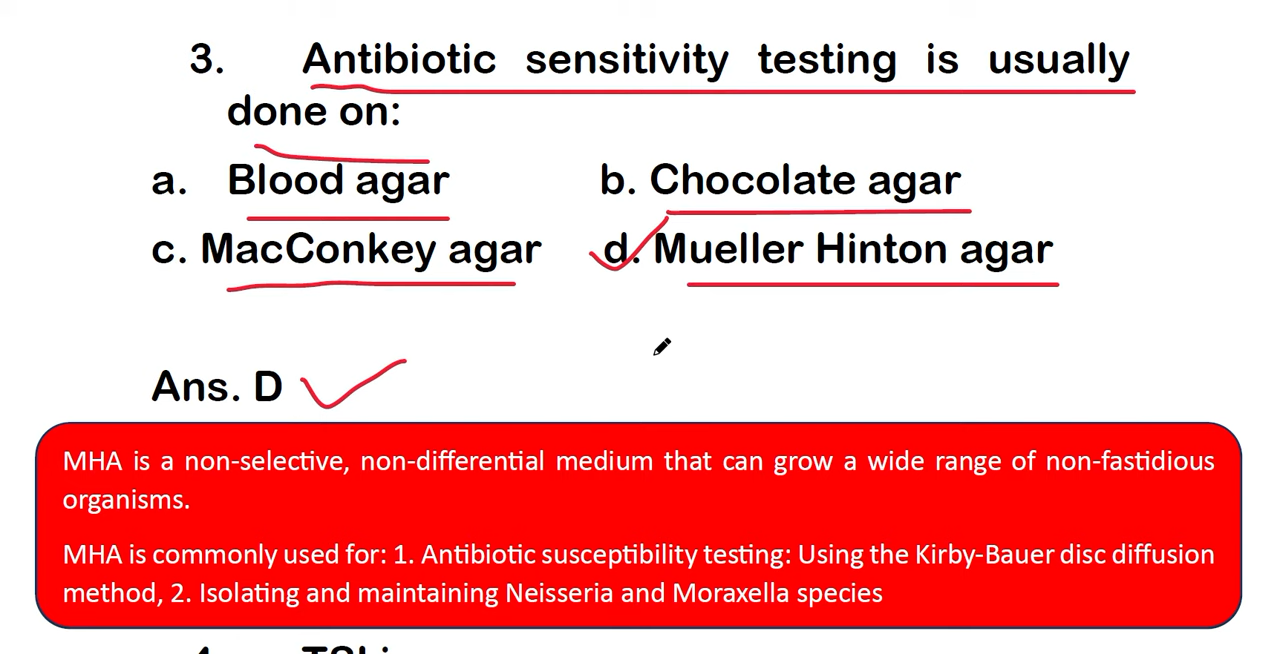 3. Antibiotic sensitivity testing is usually
done on:
a. Blood agar b. Chocolate agar
c. MacConkey agar d. Mueller Hinton agar
Ans. D
MHA is a non-selective, non-differential medium that can grow a wide range of non-fastidious
organisms.
MHA is commonly used for: 1. Antibiotic susceptibility testing: Using the Kirby-Bauer disc diffusion
method, 2. Isolating and maintaining Neisseria and Moraxella species